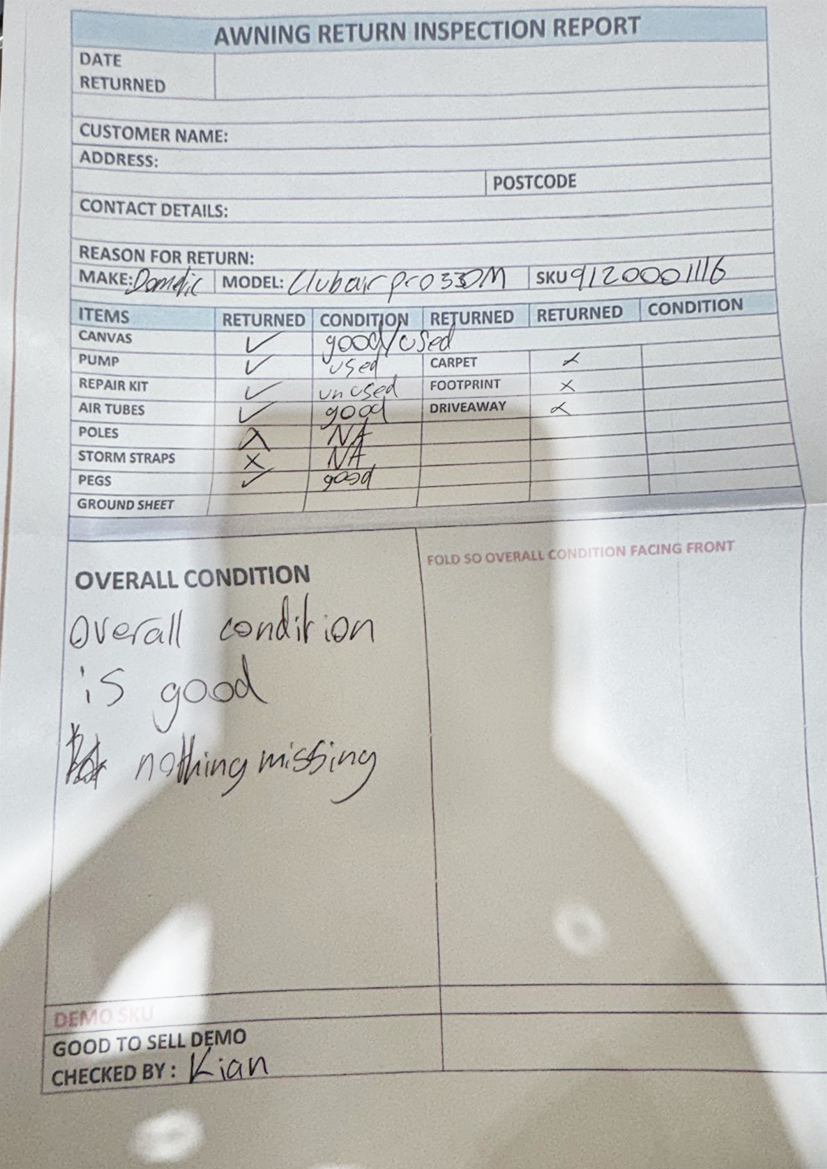 AWNING RETURN INSPECTION REPORT
DATE
RETURNED
CUSTOMER NAME:
ADDRESS:
POSTCODE
CONTACT DETAILS:
REASON FOR RETURN:
MAKE: Domdic MODEL: Clubair pro 330M SKU 9120001116
ITEMS RETURNED CONDITION RETURNED RETURNED CONDITION
CANVAS ✓ good/used
PUMP ✓ used CARPET x
REPAIR KIT ✓ unused FOOTPRINT x
AIR TUBES ✓ good DRIVEAWAY x
POLES x NA
STORM STRAPS x NA
PEGS ✓ good
GROUND SHEET
FOLD SO OVERALL CONDITION FACING FRONT
OVERALL CONDITION
Overall condition
is good
nothing missing
DEMO SKU
GOOD TO SELL DEMO
CHECKED BY : Kian